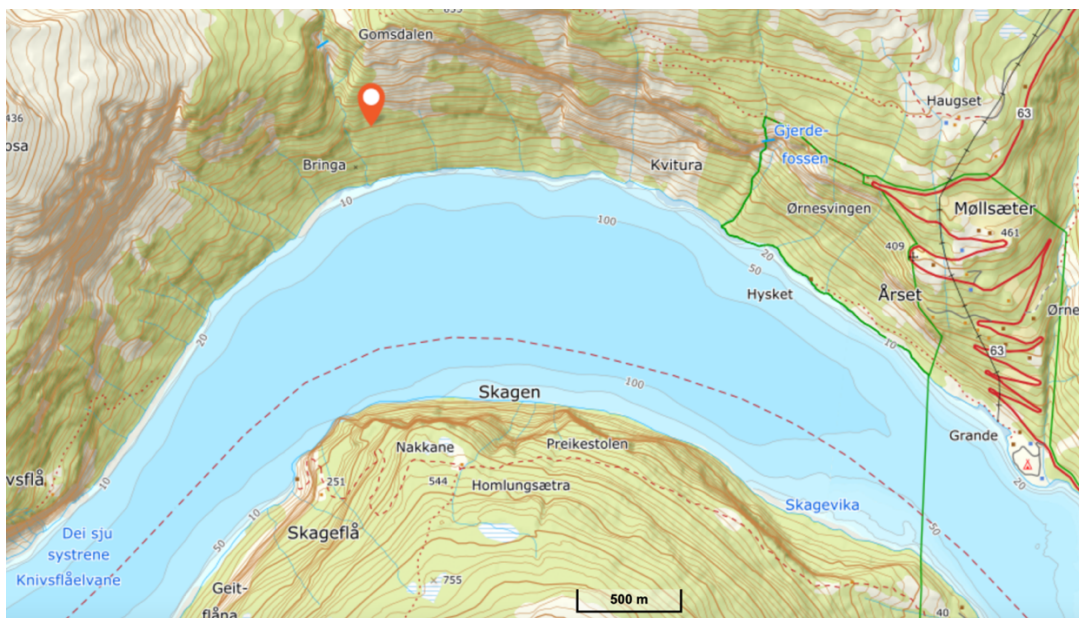 Gomsdalen
436
osa
Haugset
63
Gjerde-
fossen
Bringa
Kvitura
10
100
Ørnesvingen
Møllsæter
461
409
20
50
Hysket
Årset
Ørne
20
10
63
100
Skagen
Grande
Nakkane
Preikestolen
vsflå
251
544
Homlungsætra
20
10
Skagevika
Dei sju
systrene
50
10
Skageflå
50
Knivsflåelvane
755
Geit-
flåna
500 m
40